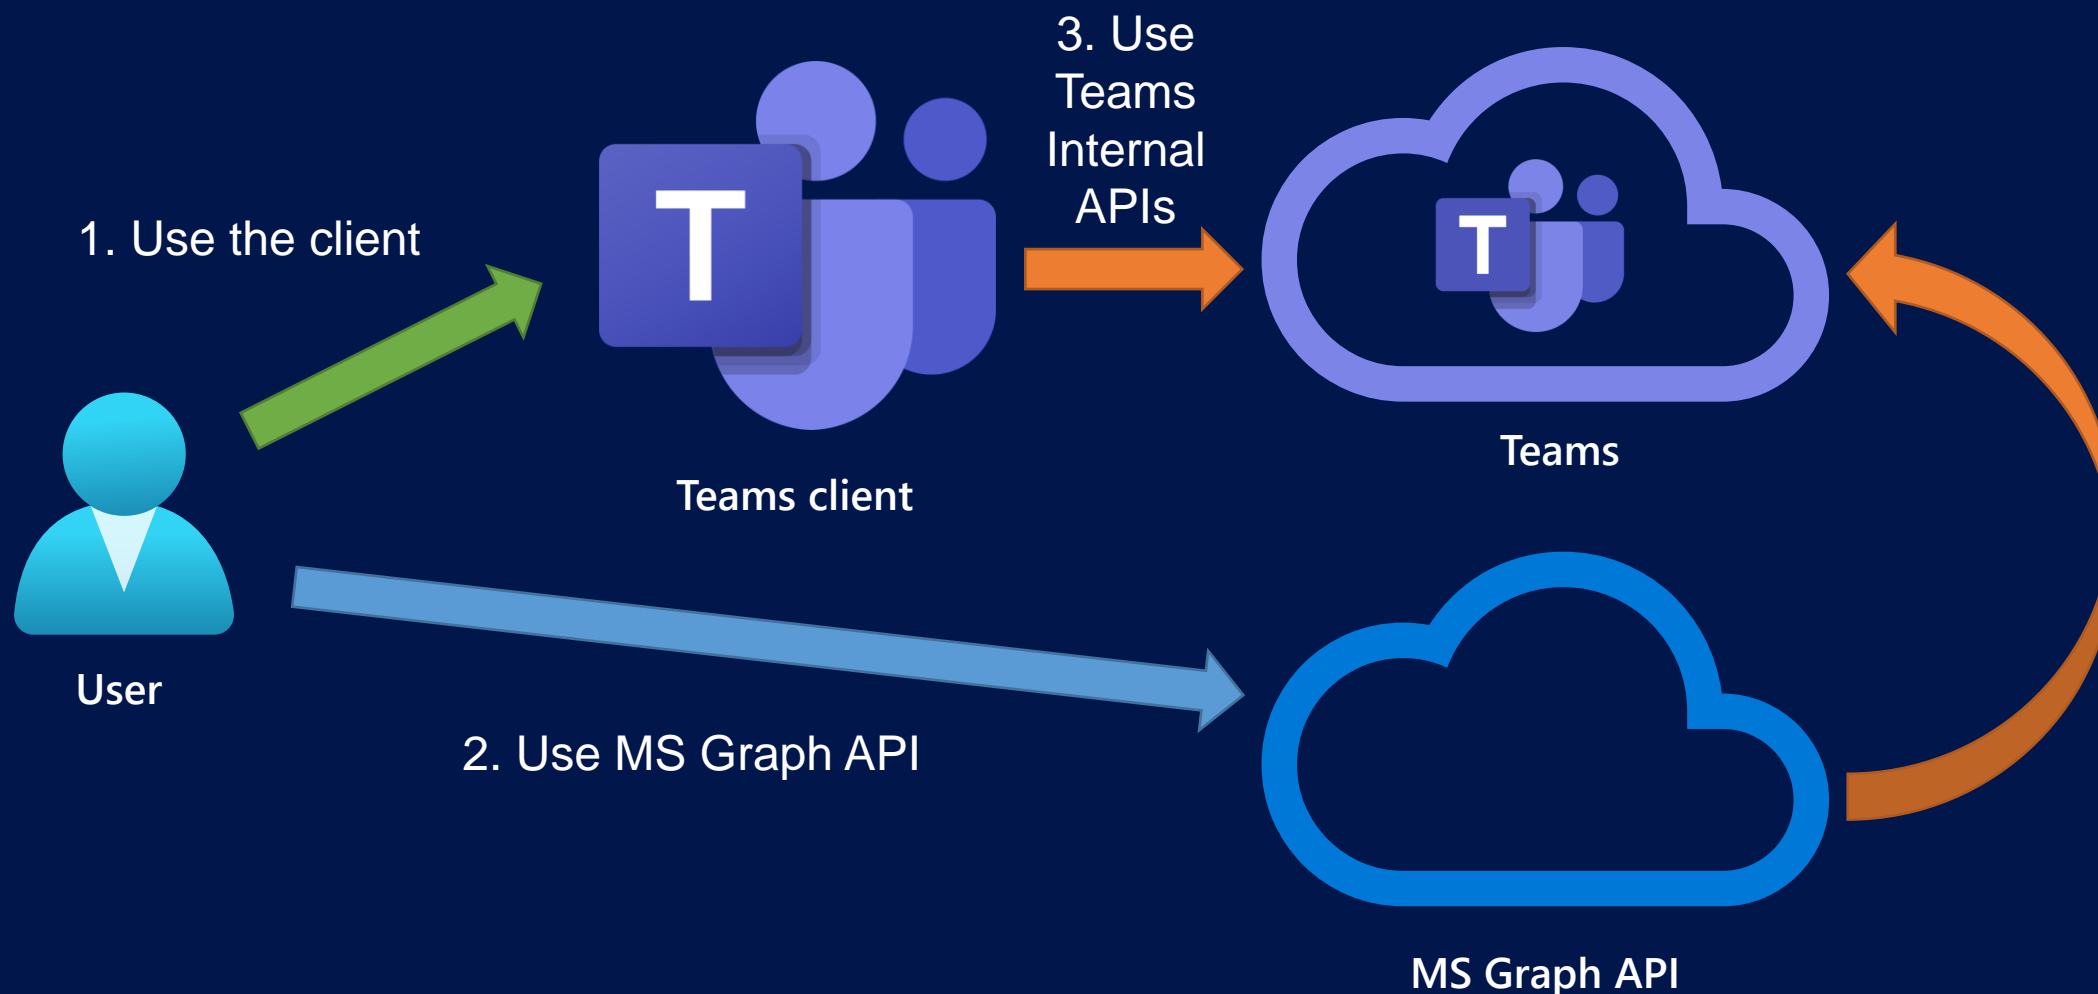 3. Use
Teams
Internal
APIs
1. Use the client
T
T
Teams
Teams client
User
2. Use MS Graph API
MS Graph API